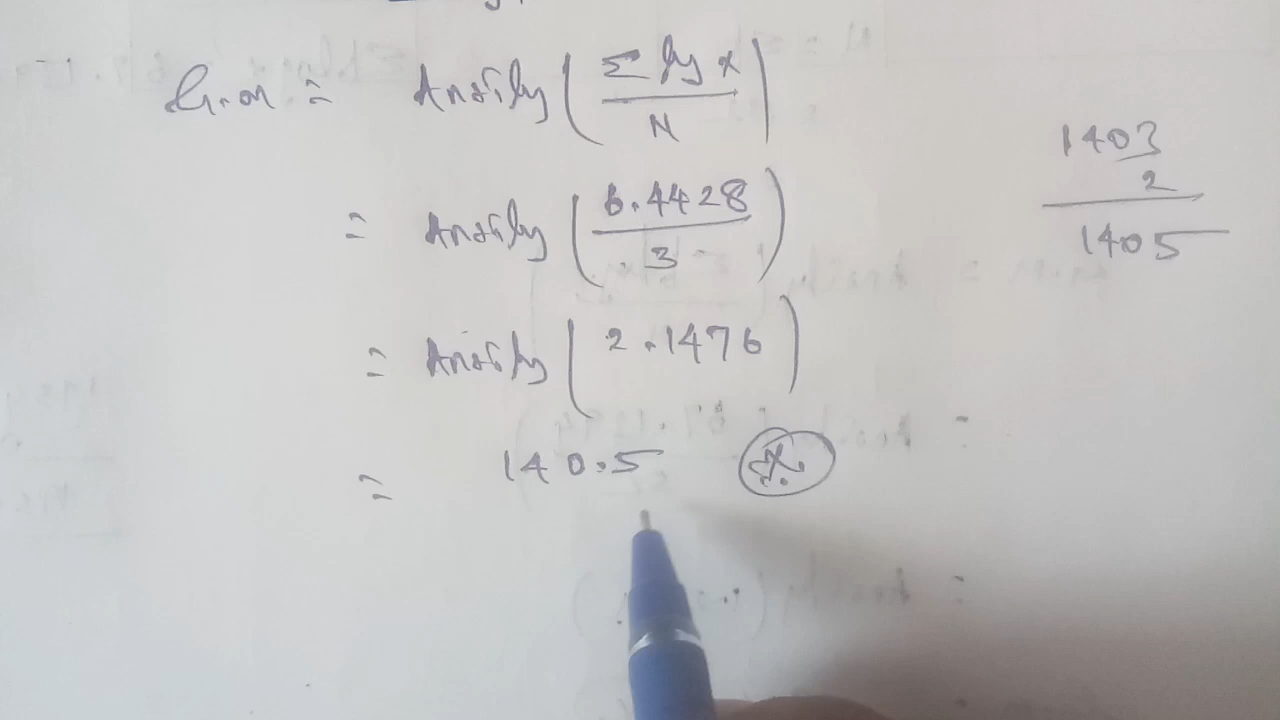 G.M = Antilog ( Σ log x / N )
= Antilog ( 6.4428 / 3 )
= Antilog ( 2.1476 )
= 140.5
1403
2
1405